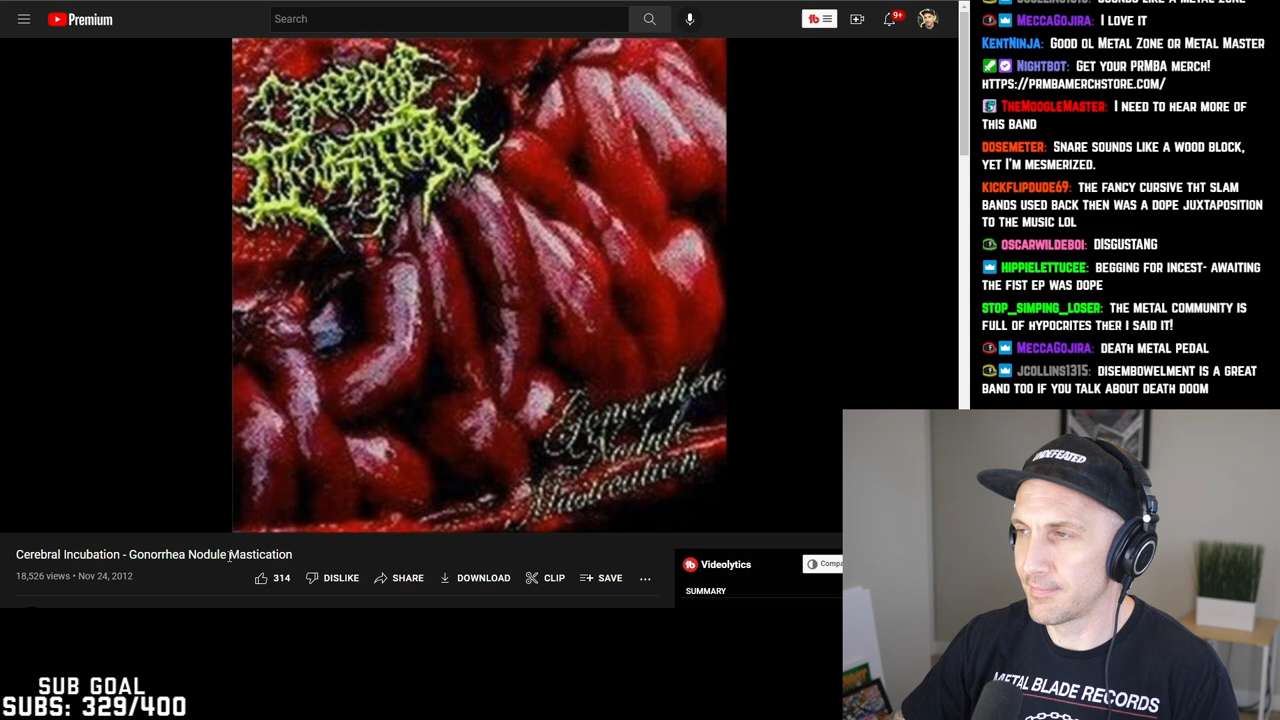 Premium
Search
9+
CEREBRAL
INCUBATION
Gonorrhea
Nodule
Mastication
Cerebral Incubation - Gonorrhea Nodule Mastication
18,526 views • Nov 24, 2012
314
DISLIKE
SHARE
DOWNLOAD
CLIP
SAVE
Videolytics
SUMMARY
SUB GOAL
SUBS: 329/400
MECCAGOJIRA: I LOVE IT
KENTNINJA: GOOD OL METAL ZONE OR METAL MASTER
NIGHTBOT: GET YOUR PRMBA MERCH!
HTTPS://PRMBAMERCHSTORE.COM/
THEMOOGLEMASTER: I NEED TO HEAR MORE OF
THIS BAND
DOSEMETER: SNARE SOUNDS LIKE A WOOD BLOCK,
YET I'M MESMERIZED.
KICKFLIPDUDE69: THE FANCY CURSIVE THT SLAM
BANDS USED BACK THEN WAS A DOPE JUXTAPOSITION
TO THE MUSIC LOL
OSCARWILDEBOI: DISGUSTANG
HIPPIELETTUCEE: BEGGING FOR INCEST- AWAITING
THE FIST EP WAS DOPE
STOP_SIMPING_LOSER: THE METAL COMMUNITY IS
FULL OF HYPOCRITES THER I SAID IT!
MECCAGOJIRA: DEATH METAL PEDAL
JCOLLINS1315: DISEMBOWELMENT IS A GREAT
BAND TOO IF YOU TALK ABOUT DEATH DOOM
UNDEFEATED
METAL BLADE RECORDS